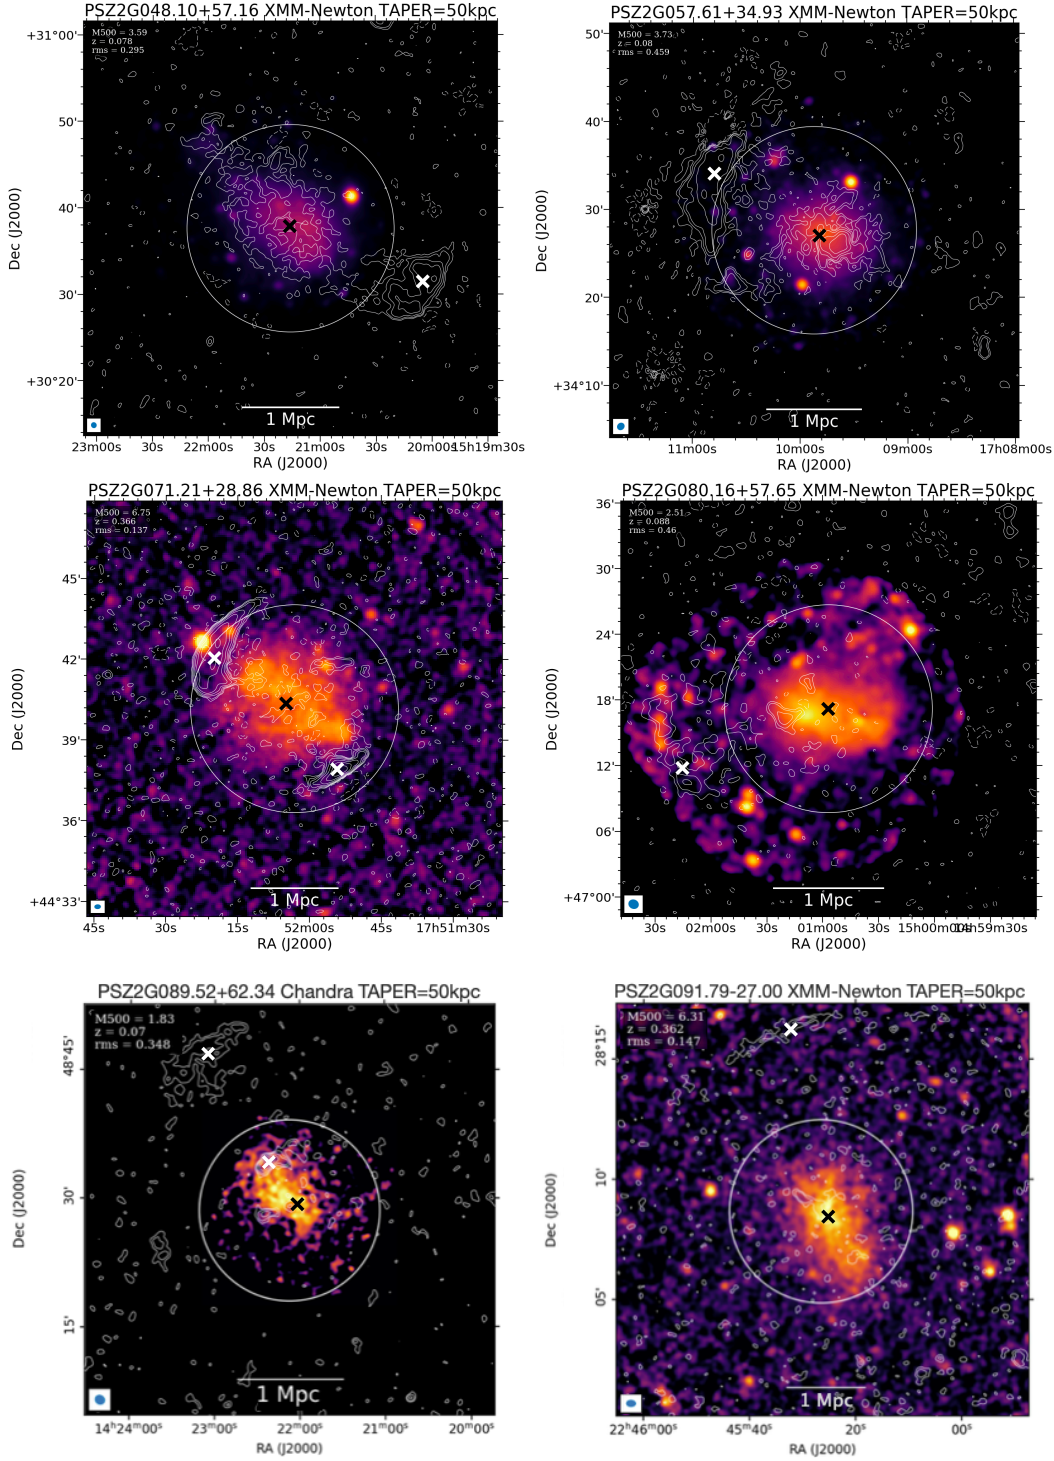 PSZ2G048.10+57.16 XMM-Newton TAPER=50kpc
M500 = 3.59
z = 0.078
rms = 0.295
+31°00'
50'
40'
30'
+30°20'
Dec (J2000)
1 Mpc
23m00s 30s 22m00s 30s 21m00s 30s 20m00s 15h19m30s
RA (J2000)
PSZ2G057.61+34.93 XMM-Newton TAPER=50kpc
M500 = 3.73
z = 0.08
rms = 0.459
50'
40'
30'
20'
+34°10'
Dec (J2000)
1 Mpc
11m00s 10m00s 09m00s 17h08m00s
RA (J2000)
PSZ2G071.21+28.86 XMM-Newton TAPER=50kpc
M500 = 6.75
z = 0.366
rms = 0.137
45'
42'
39'
36'
+44°33'
Dec (J2000)
1 Mpc
45s 30s 15s 52m00s 45s 17h51m30s
RA (J2000)
PSZ2G080.16+57.65 XMM-Newton TAPER=50kpc
M500 = 2.51
z = 0.088
rms = 0.46
36'
30'
24'
18'
12'
06'
+47°00'
Dec (J2000)
1 Mpc
30s 02m00s 30s 01m00s 30s 15h00m00s 14h59m30s
RA (J2000)
PSZ2G089.52+62.34 Chandra TAPER=50kpc
M500 = 1.83
z = 0.07
rms = 0.348
48°45'
30'
15'
Dec (J2000)
1 Mpc
14h24m00s 23m00s 22m00s 21m00s 20m00s
RA (J2000)
PSZ2G091.79-27.00 XMM-Newton TAPER=50kpc
M500 = 6.31
z = 0.362
rms = 0.147
28°15'
10'
05'
Dec (J2000)
1 Mpc
22h46m00s 45m40s 20s 00s
RA (J2000)